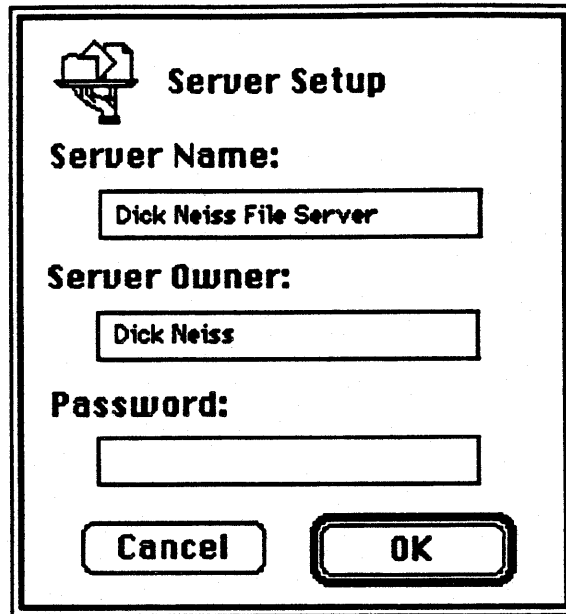 Server Setup
Server Name:
Dick Neiss File Server
Server Owner:
Dick Neiss
Password:
Cancel
OK